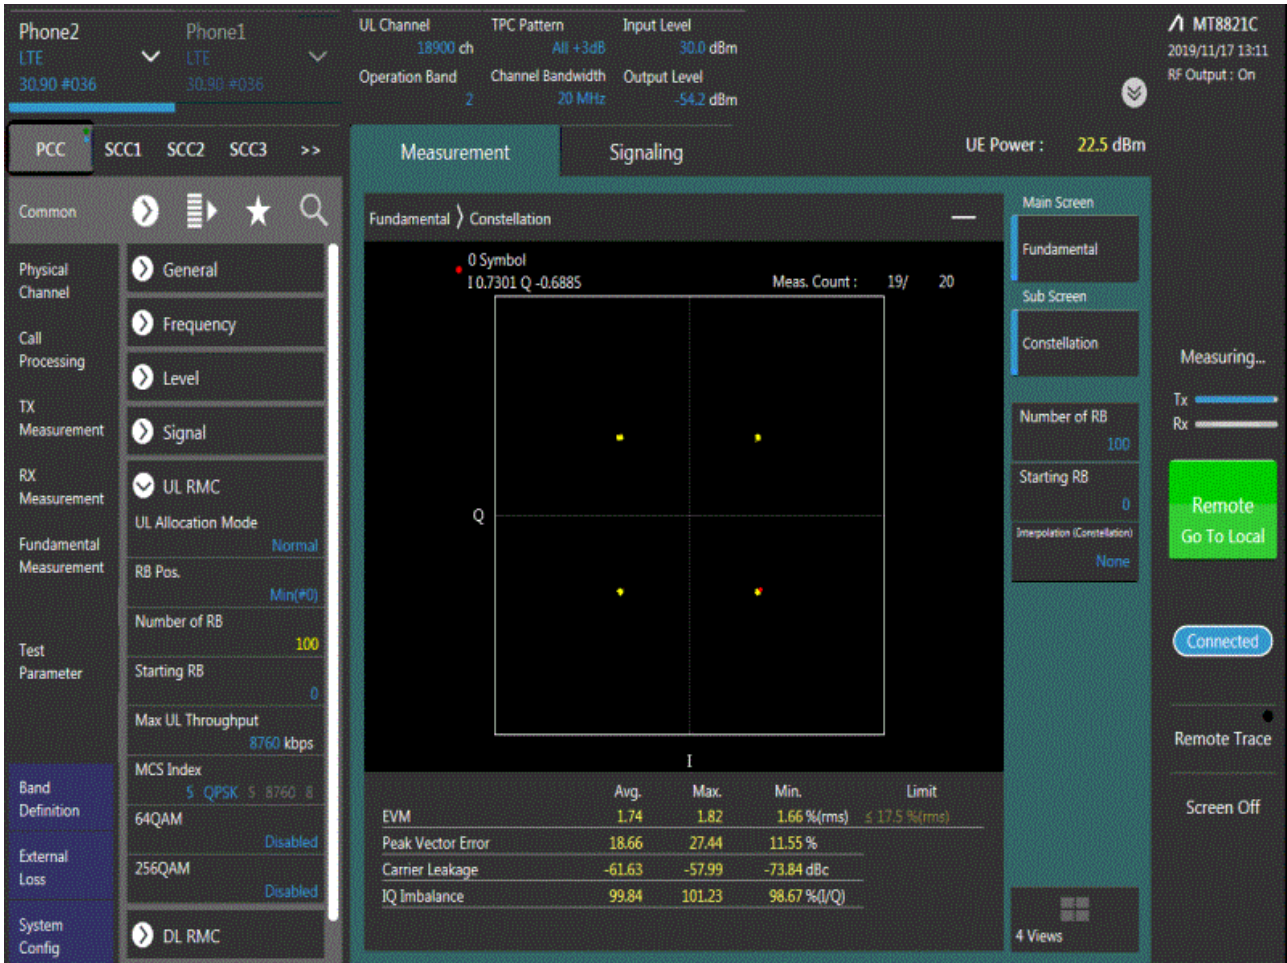 Phone2
LTE
30.90 #036
Phone1
LTE
30.90 #036
UL Channel
18900 ch
TPC Pattern
All +3dB
Input Level
30.0 dBm
Operation Band
2
Channel Bandwidth
20 MHz
Output Level
-54.2 dBm
MT8821C
2019/11/17 13:11
RF Output : On
PCC SCC1 SCC2 SCC3 >>
Measurement
Signaling
UE Power : 22.5 dBm
Common
Physical
Channel
Call
Processing
TX
Measurement
RX
Measurement
Fundamental
Measurement
Test
Parameter
Band
Definition
External
Loss
System
Config
General
Frequency
Level
Signal
UL RMC
UL Allocation Mode
Normal
RB Pos.
Min(#0)
Number of RB
100
Starting RB
0
Max UL Throughput
8760 kbps
MCS Index
5 QPSK 5 8760 8
64QAM
Disabled
256QAM
Disabled
DL RMC
Fundamental 〉 Constellation
0 Symbol
I 0.7301 Q -0.6885
Meas. Count : 19/ 20
Q
I
Avg. Max. Min. Limit
EVM 1.74 1.82 1.66 %(rms) ≤ 17.5 %(rms)
Peak Vector Error 18.66 27.44 11.55 %
Carrier Leakage -61.63 -57.99 -73.84 dBc
IQ Imbalance 99.84 101.23 98.67 %(I/Q)
Main Screen
Fundamental
Sub Screen
Constellation
Number of RB
100
Starting RB
0
Interpolation (Constellation)
None
4 Views
Measuring...
Tx
Rx
Remote
Go To Local
Connected
Remote Trace
Screen Off